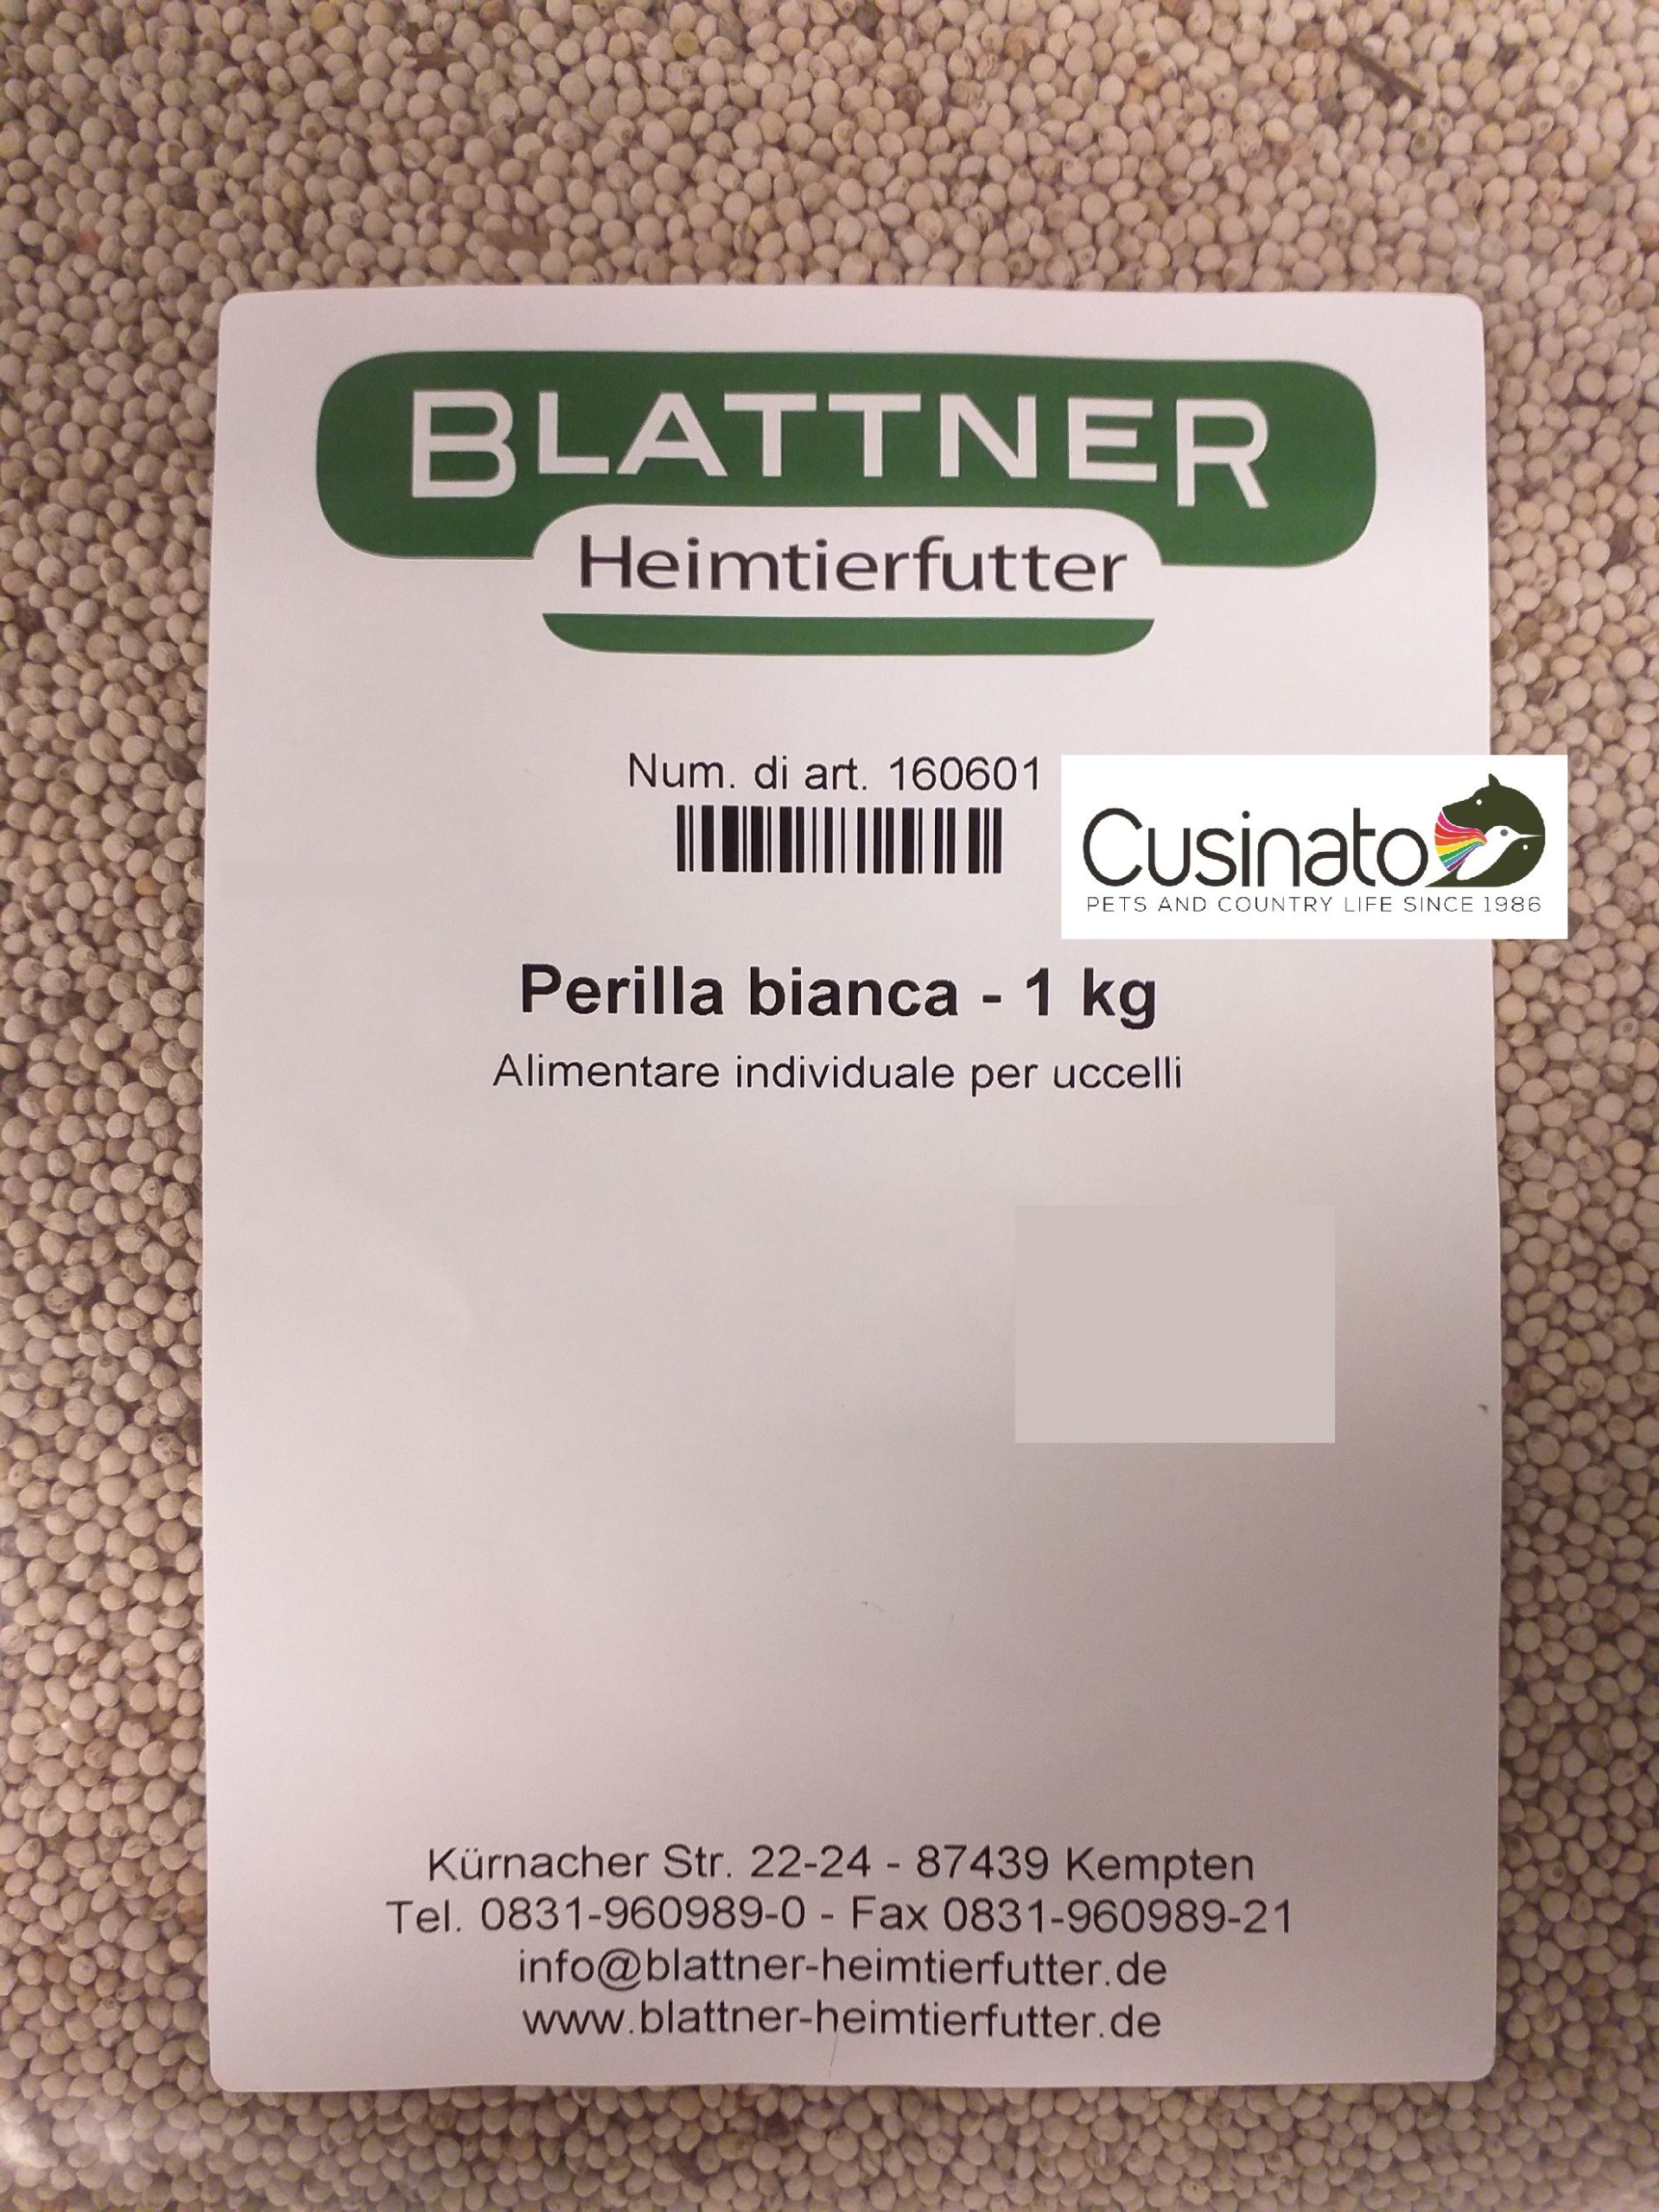 BLATTNER
Heimtierfutter
Num. di art. 160601
Cusinato
PETS AND COUNTRY LIFE SINCE 1986
Perilla bianca - 1 kg
Alimentare individuale per uccelli
Kürnacher Str. 22-24 - 87439 Kempten
Tel. 0831-960989-0 - Fax 0831-960989-21
info@blattner-heimtierfutter.de
www.blattner-heimtierfutter.de